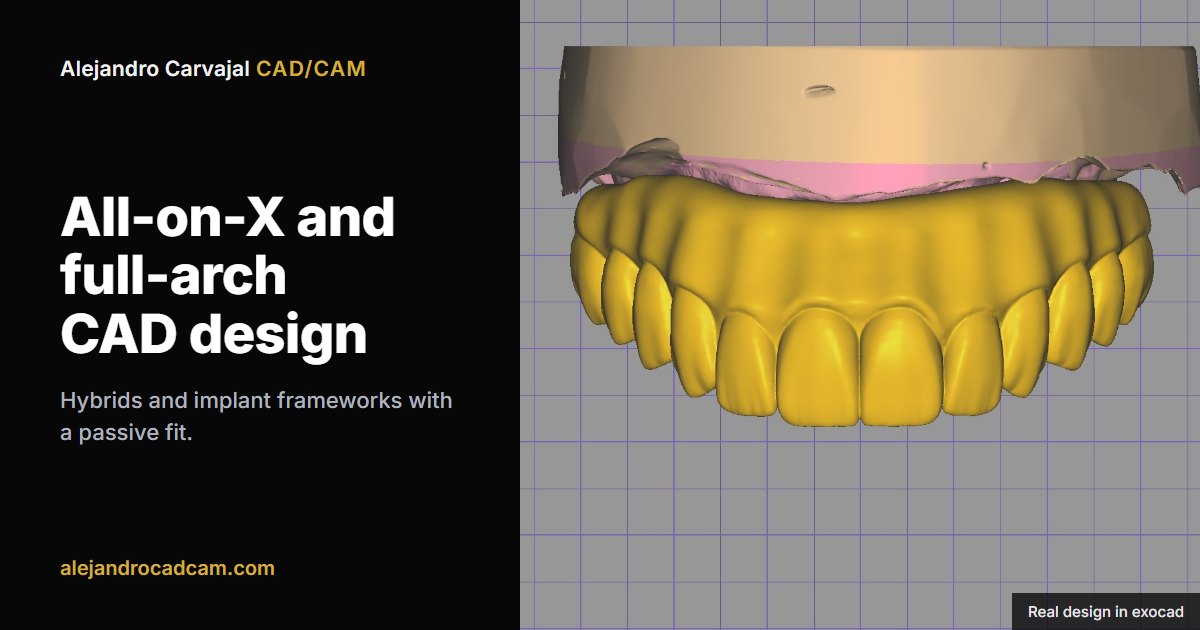 Alejandro Carvajal CAD/CAM
All-on-X and
full-arch
CAD design
Hybrids and implant frameworks with
a passive fit.
alejandrocadcam.com
Real design in exocad